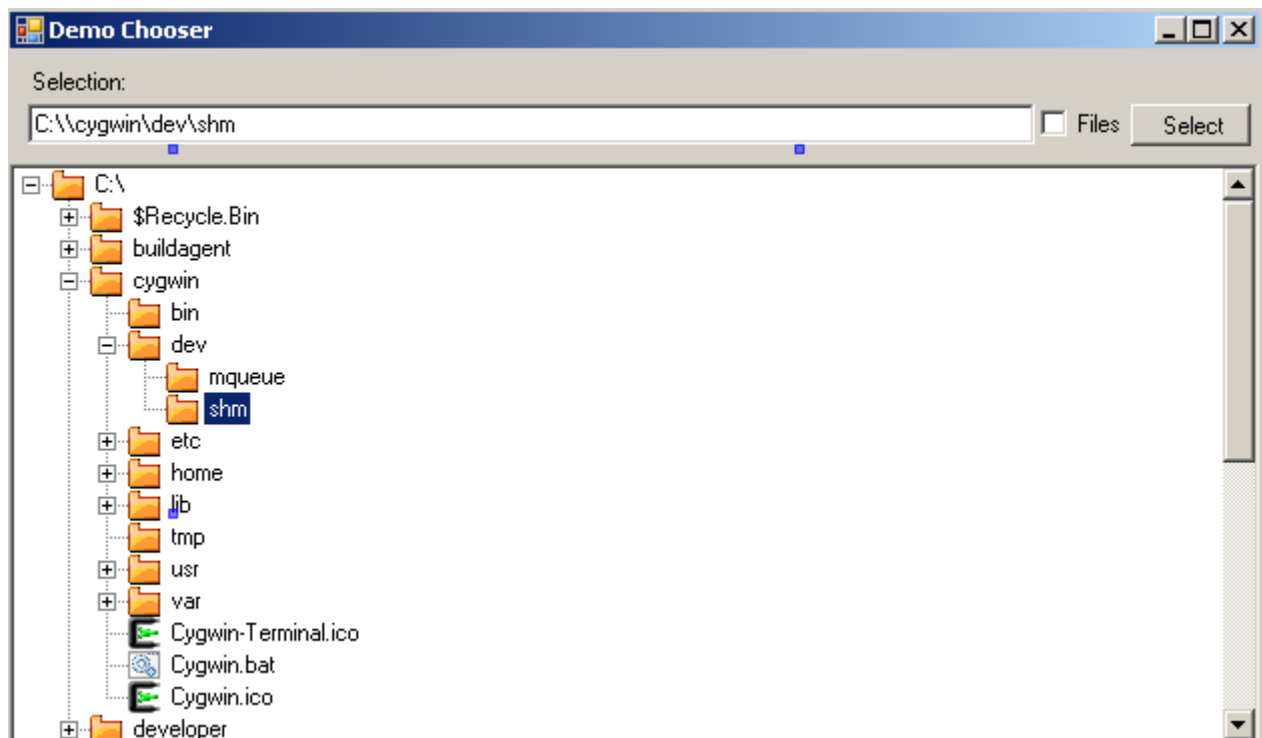 Demo Chooser
Selection:
C:\\cygwin\dev\shm Files Select
C:\
$Recycle.Bin
buildagent
cygwin
bin
dev
mqueue
shm
etc
home
lib
tmp
usr
var
Cygwin-Terminal.ico
Cygwin.bat
Cygwin.ico
developer